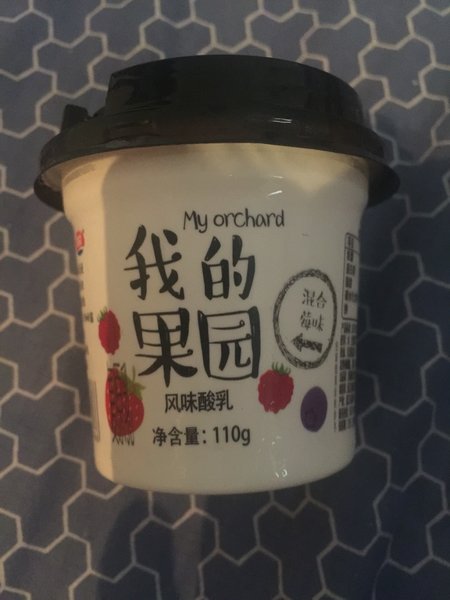 My orchard
我的
果园
混合
莓味
风味酸乳
净含量：110g